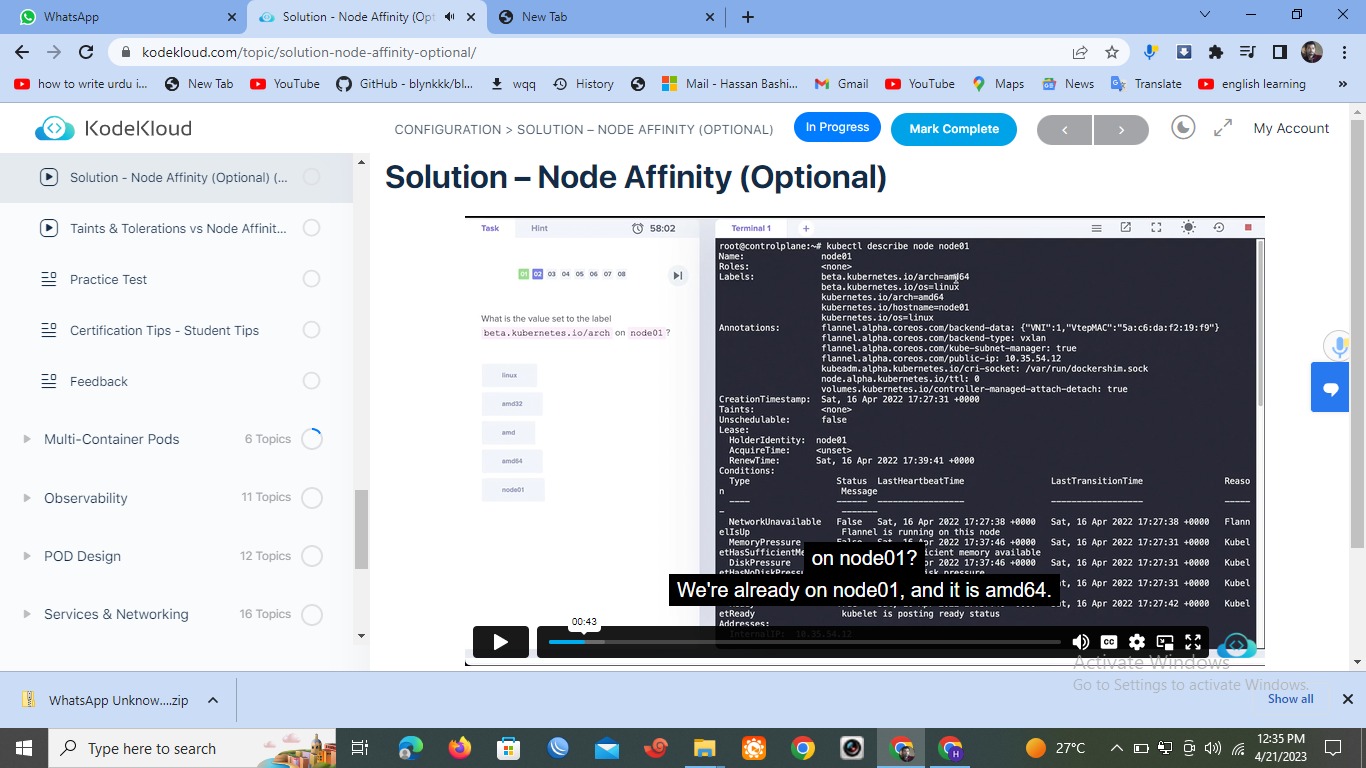 WhatsApp
Solution - Node Affinity (Opt
New Tab
kodekloud.com/topic/solution-node-affinity-optional/
how to write urdu i...
New Tab
YouTube
GitHub - blynkkk/bl...
wqq
History
Mail - Hassan Bashi...
Gmail
YouTube
Maps
News
Translate
english learning
»
KodeKloud
CONFIGURATION > SOLUTION – NODE AFFINITY (OPTIONAL)
In Progress
Mark Complete
My Account
Solution - Node Affinity (Optional) (...
Taints & Tolerations vs Node Affinit...
Practice Test
Certification Tips - Student Tips
Feedback
Multi-Container Pods
6 Topics
Observability
11 Topics
POD Design
12 Topics
Services & Networking
16 Topics
Solution – Node Affinity (Optional)
Task
Hint
58:02
01 02 03 04 05 06 07 08
What is the value set to the label
beta.kubernetes.io/arch on node01 ?
linux
amd32
amd
amd64
node01
Terminal 1
+
root@controlplane:~# kubectl describe node node01
Name: node01
Roles: <none>
Labels: beta.kubernetes.io/arch=amd64
beta.kubernetes.io/os=linux
kubernetes.io/arch=amd64
kubernetes.io/hostname=node01
kubernetes.io/os=linux
Annotations: flannel.alpha.coreos.com/backend-data: {"VNI":1,"VtepMAC":"5a:c6:da:f2:19:f9"}
flannel.alpha.coreos.com/backend-type: vxlan
flannel.alpha.coreos.com/kube-subnet-manager: true
flannel.alpha.coreos.com/public-ip: 10.35.54.12
kubeadm.alpha.kubernetes.io/cri-socket: /var/run/dockershim.sock
node.alpha.kubernetes.io/ttl: 0
volumes.kubernetes.io/controller-managed-attach-detach: true
CreationTimestamp: Sat, 16 Apr 2022 17:27:31 +0000
Taints: <none>
Unschedulable: false
Lease:
HolderIdentity: node01
AcquireTime: <unset>
RenewTime: Sat, 16 Apr 2022 17:39:41 +0000
Conditions:
Type Status LastHeartbeatTime LastTransitionTime Reaso
n Message
---- ------ ----------------- ------------------ -----
- -------
NetworkUnavailable False Sat, 16 Apr 2022 17:27:38 +0000 Sat, 16 Apr 2022 17:27:38 +0000 Flann
elIsUp Flannel is running on this node
MemoryPressure False Sat, 16 Apr 2022 17:37:46 +0000 Sat, 16 Apr 2022 17:27:31 +0000 Kubel
etHasSufficientMe icient memory available
DiskPressure pr 2022 17:37:46 +0000 Sat, 16 Apr 2022 17:27:31 +0000 Kubel
etHasNoDiskPressu
t, 16 Apr 2022 17:27:31 +0000 Kubel
t, 16 Apr 2022 17:27:42 +0000 Kubel
etReady kubelet is posting ready status
Addresses:
InternalIP: 10.35.54.12
on node01?
We're already on node01, and it is amd64.
00:43
CC
Activate Windows
Go to Settings to activate Windows.
WhatsApp Unknow....zip
Show all
Type here to search
H
27°C
12:35 PM
4/21/2023